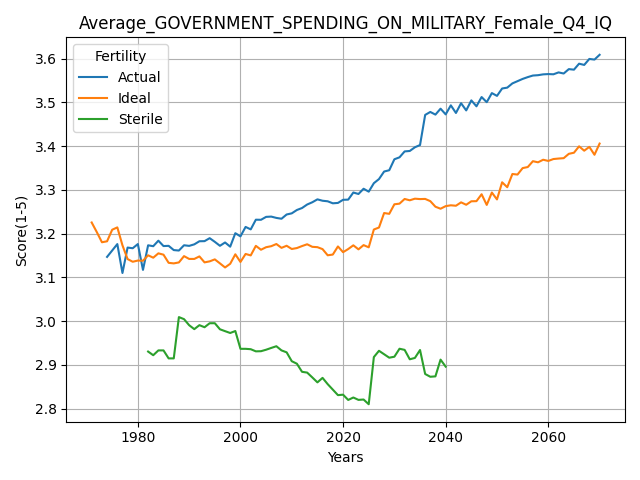 Average_GOVERNMENT_SPENDING_ON_MILITARY_Female_Q4_IQ
Fertility
Actual
Ideal
Sterile
Score(1-5)
3.6
3.5
3.4
3.3
3.2
3.1
3.0
2.9
2.8
1980 2000 2020 2040 2060
Years